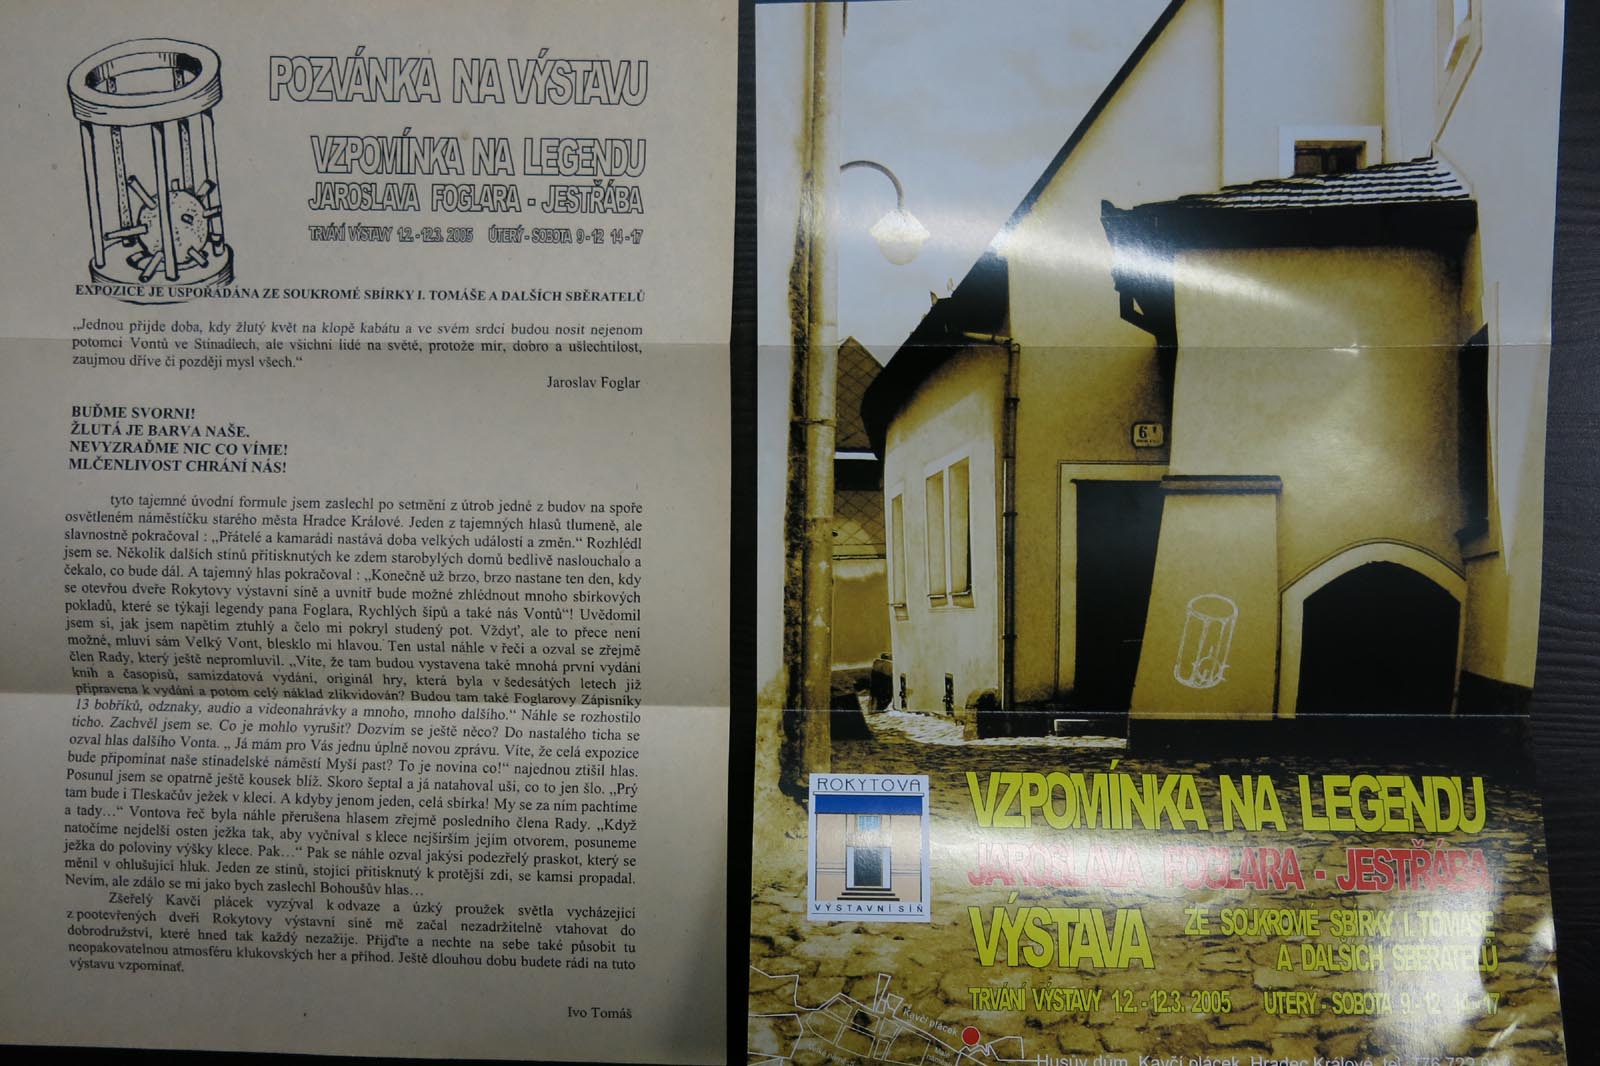 POZVÁNKA NA VÝSTAVU
VZPOMÍNKA NA LEGENDU
JAROSLAVA FOGLARA - JESTŘÁBA
TRVÁNÍ VÝSTAVY 1.2. - 12.3. 2005 ÚTERÝ - SOBOTA 9 - 12 14 - 17
EXPOZICE JE USPOŘÁDÁNA ZE SOUKROMÉ SBÍRKY I. TOMÁŠE A DALŠÍCH SBĚRATELŮ
„Jednou přijde doba, kdy žlutý květ na klopě kabátu a ve svém srdci budou nosit nejenom
potomci Vontů ve Stínadlech, ale všichni lidé na světě, protože mír, dobro a ušlechtilost,
zaujmou dříve či později mysl všech.“
Jaroslav Foglar
BUĎME SVORNI!
ŽLUTÁ JE BARVA NAŠE.
NEVYZRAĎME NIC CO VÍME!
MLČENLIVOST CHRÁNÍ NÁS!
tyto tajemné úvodní formule jsem zaslechl po setmění z útrob jedné z budov na spoře
osvětleném náměstíčku starého města Hradce Králové. Jeden z tajemných hlasů tlumeně, ale
slavnostně pokračoval : „Přátelé a kamarádi nastává doba velkých událostí a změn.“ Rozhlédl
jsem se. Několik dalších stínů přitisknutých ke zdem starobylých domů bedlivě naslouchalo a
čekalo, co bude dál. A tajemný hlas pokračoval : „Konečně už brzo, brzo nastane ten den, kdy
se otevřou dveře Rokytovy výstavní síně a uvnitř bude možné zhlédnout mnoho sbírkových
pokladů, které se týkají legendy pana Foglara, Rychlých šípů a také nás Vontů“! Uvědomil
jsem si, jak jsem napětím ztuhlý a čelo mi pokryl studený pot. Vždyť, ale to přece není
možné, mluví sám Velký Vont, blesklo mi hlavou. Ten ustal náhle v řeči a ozval se zřejmě
člen Rady, který ještě nepromluvil. „Víte, že tam budou vystavena také mnohá první vydání
knih a časopisů, samizdatová vydání, originál hry, která byla v šedesátých letech již
připravena k vydání a potom celý náklad zlikvidován? Budou tam také Foglarovy Zápisníky
13 bobříků, odznaky, audio a videonahrávky a mnoho, mnoho dalšího.“ Náhle se rozhostilo
ticho. Zachvěl jsem se. Co je mohlo vyrušit? Dozvím se ještě něco? Do nastalého ticha se
ozval hlas dalšího Vonta. „ Já mám pro Vás jednu úplně novou zprávu. Víte, že celá expozice
bude připomínat naše stínadelské náměstí Myší past? To je novina co!“ najednou ztišil hlas.
Posunul jsem se opatrně ještě kousek blíž. Skoro šeptal a já natahoval uši, co to jen šlo. „Prý
tam bude i Tleskačův ježek v kleci. A kdyby jenom jeden, celá sbírka! My se za ním pachtíme
a tady…“ Vontova řeč byla náhle přerušena hlasem zřejmě posledního člena Rady. „Když
natočíme nejdelší osten ježka tak, aby vyčníval s klece nejširším jejím otvorem, posuneme
ježka do poloviny výšky klece. Pak…“ Pak se náhle ozval jakýsi podezřelý praskot, který se
měnil v ohlušující hluk. Jeden ze stínů, stojící přitisknutý k protější zdi, se kamsi propadal.
Nevím, ale zdálo se mi jako bych zaslechl Bohoušův hlas…
Zšeřelý Kavčí plácek vyzýval k odvaze a úzký proužek světla vycházející
z pootevřených dveří Rokytovy výstavní síně mě začal nezadržitelně vtahovat do
dobrodružství, které hned tak každý nezažije. Přijďte a nechte na sebe také působit tu
neopakovatelnou atmosféru klukovských her a příhod. Ještě dlouhou dobu budete rádi na tuto
výstavu vzpomínať.
Ivo Tomáš
6
ROKYTOVA
VÝSTAVNÍ SÍŇ
VZPOMÍNKA NA LEGENDU
JAROSLAVA FOGLARA - JESTŘÁBA
VÝSTAVA
ZE SOUKROMÉ SBÍRKY I. TOMÁŠE
A DALŠÍCH SBĚRATELŮ
TRVÁNÍ VÝSTAVY 1.2. - 12.3. 2005 ÚTERÝ - SOBOTA 9 - 12 14 - 17
Kavčí plácek
Malé
Husův dům, Kavčí plácek, Hradec Králové, tel. 776 722